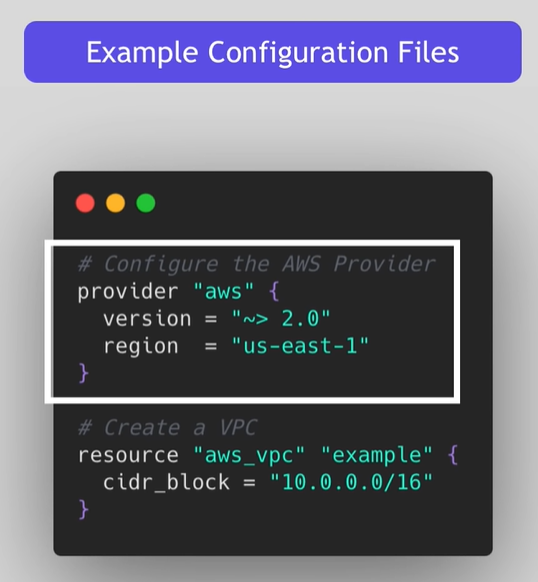 Example Configuration Files
# Configure the AWS Provider
provider "aws" {
  version = "~> 2.0"
  region  = "us-east-1"
}
# Create a VPC
resource "aws_vpc" "example" {
  cidr_block = "10.0.0.0/16"
}